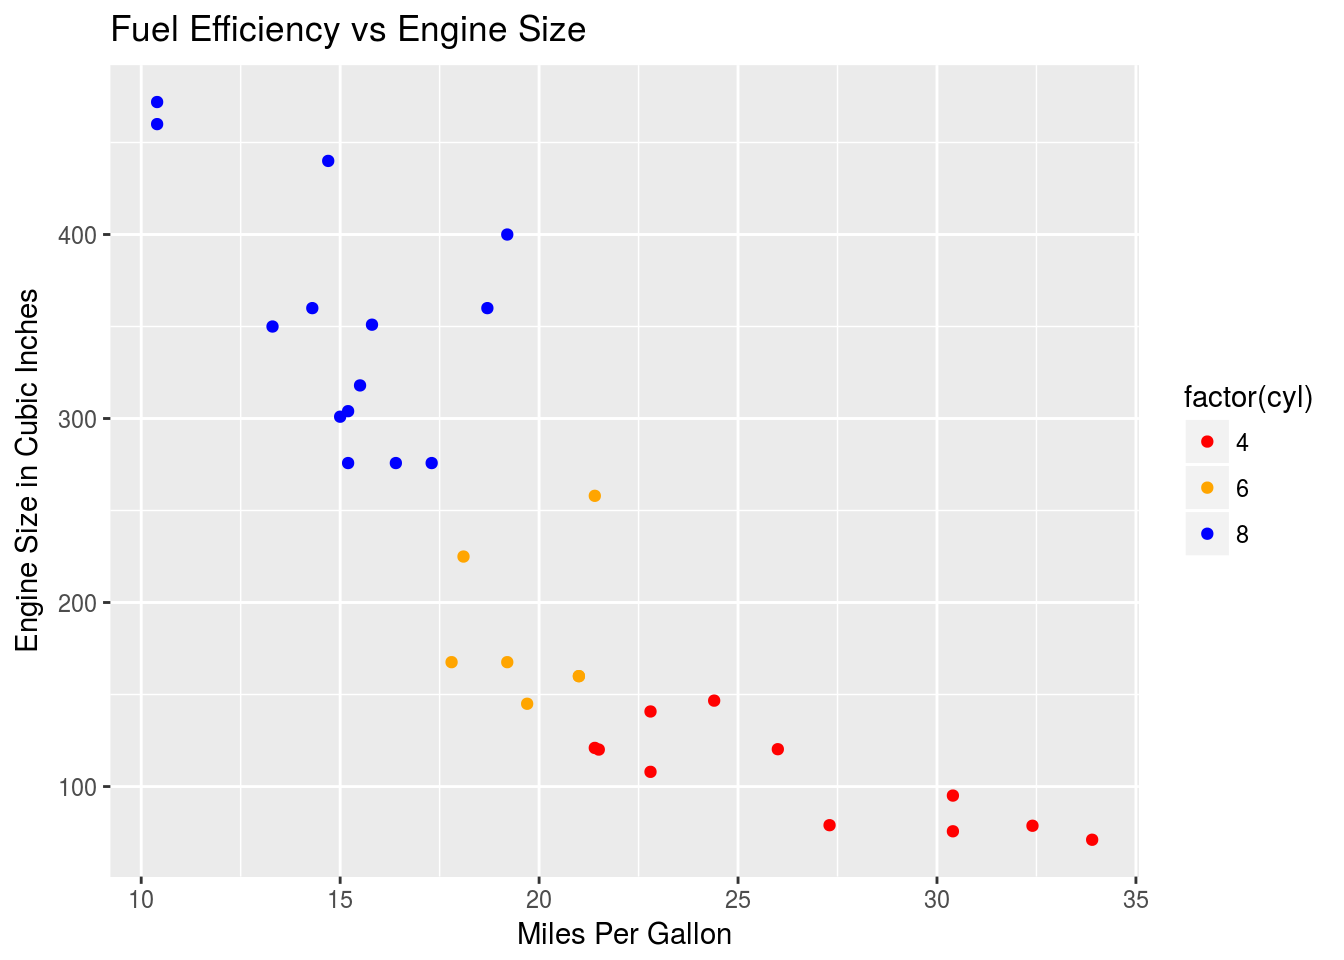 Fuel Efficiency vs Engine Size
400
300
200
100
Engine Size in Cubic Inches
10 15 20 25 30 35
Miles Per Gallon
factor(cyl)
4
6
8